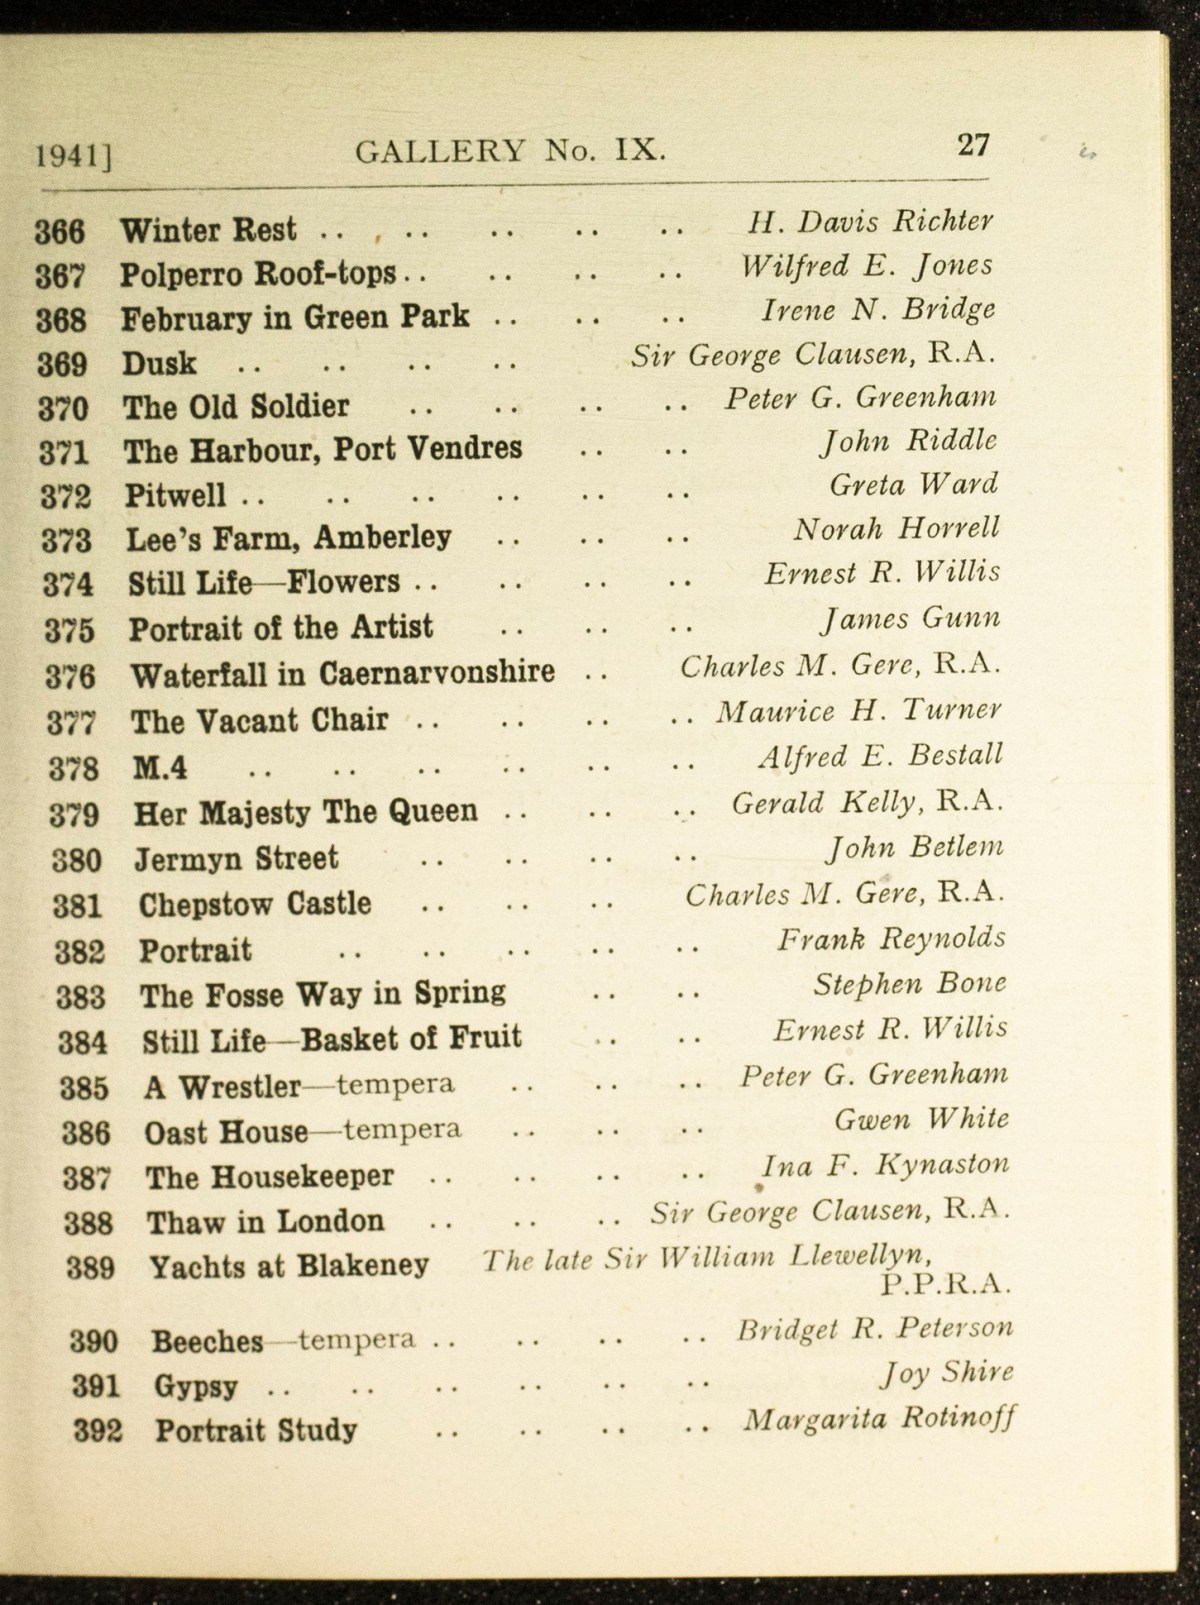 1941] GALLERY No. IX. 27
366 Winter Rest .. .. .. .. .. H. Davis Richter
367 Polperro Roof-tops .. .. .. .. Wilfred E. Jones
368 February in Green Park .. .. .. Irene N. Bridge
369 Dusk .. .. .. .. Sir George Clausen, R.A.
370 The Old Soldier .. .. .. .. Peter G. Greenham
371 The Harbour, Port Vendres .. .. John Riddle
372 Pitwell .. .. .. .. .. .. Greta Ward
373 Lee's Farm, Amberley .. .. .. Norah Horrell
374 Still Life—Flowers .. .. .. .. Ernest R. Willis
375 Portrait of the Artist .. .. .. James Gunn
376 Waterfall in Caernarvonshire .. Charles M. Gere, R.A.
377 The Vacant Chair .. .. .. .. Maurice H. Turner
378 M.4 .. .. .. .. .. .. Alfred E. Bestall
379 Her Majesty The Queen .. .. .. Gerald Kelly, R.A.
380 Jermyn Street .. .. .. .. John Betlem
381 Chepstow Castle .. .. .. Charles M. Gere, R.A.
382 Portrait .. .. .. .. .. Frank Reynolds
383 The Fosse Way in Spring .. .. Stephen Bone
384 Still Life—Basket of Fruit .. .. Ernest R. Willis
385 A Wrestler—tempera .. .. .. Peter G. Greenham
386 Oast House—tempera .. .. .. Gwen White
387 The Housekeeper .. .. .. .. Ina F. Kynaston
388 Thaw in London .. .. .. Sir George Clausen, R.A.
389 Yachts at Blakeney The late Sir William Llewellyn,
P.P.R.A.
390 Beeches—tempera .. .. .. .. Bridget R. Peterson
391 Gypsy .. .. .. .. .. .. Joy Shire
392 Portrait Study .. .. .. .. Margarita Rotinoff